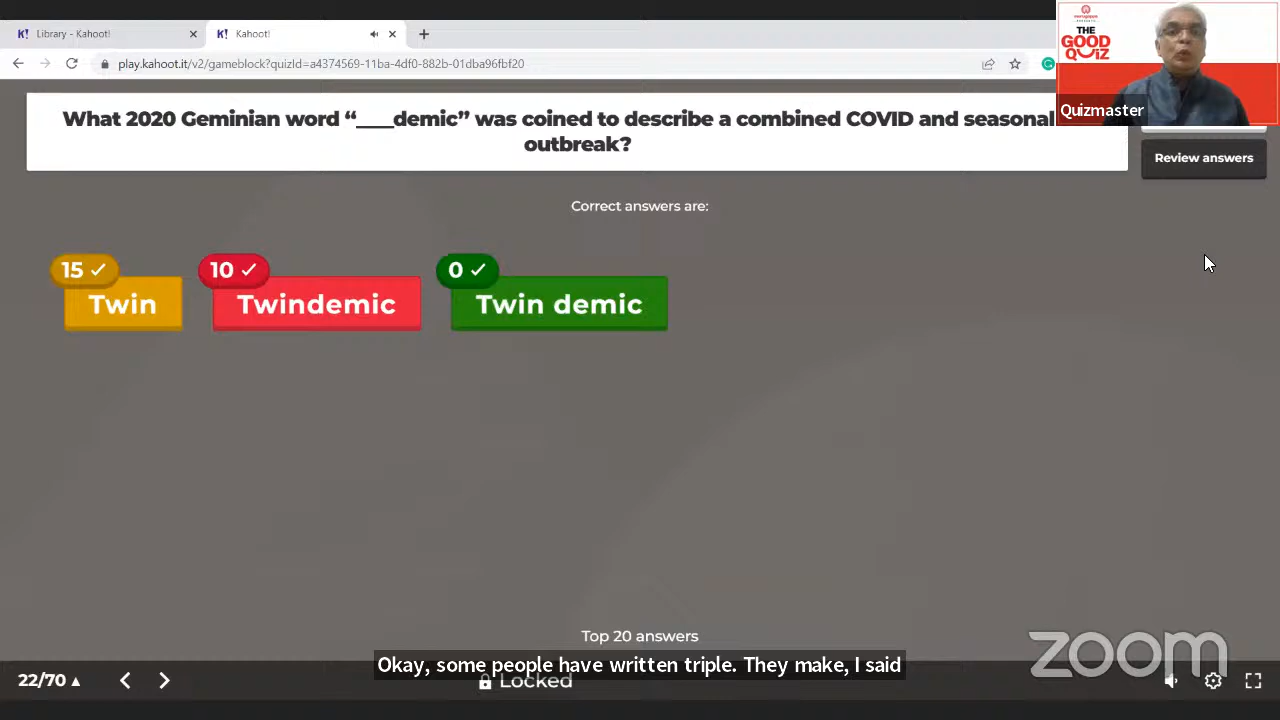 Library - Kahoot!
Kahoot!
play.kahoot.it/v2/gameblock?quizId=a4374569-11ba-4df0-882b-01db896fbf20
THE
GOOD
QUIZ
Quizmaster
What 2020 Geminian word “____demic” was coined to describe a combined COVID and seasonal
outbreak?
Review answers
Correct answers are:
15
10
0
Twin
Twindemic
Twin demic
Top 20 answers
Okay, some people have written triple. They make, I said
22/70
Locked
zoom